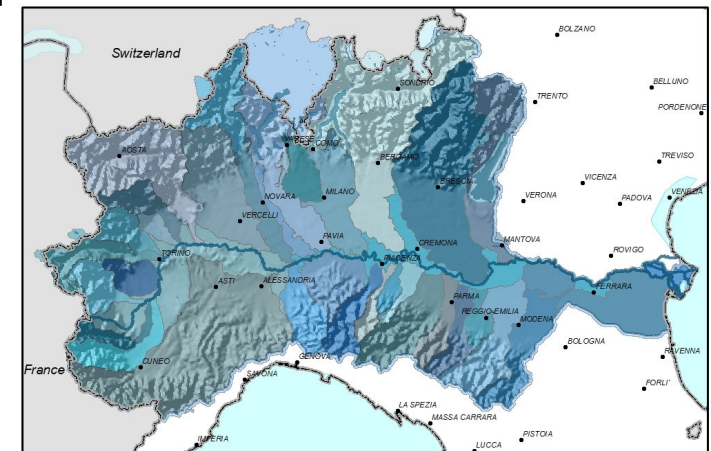 BOLZANO
Switzerland
SONDRIO
BELLUNO
TRENTO
PORDENONE
VARESE
COMO
AOSTA
BERGAMO
TREVISO
VICENZA
BRESCIA
MILANO
NOVARA
VERONA
PADOVA
VERCELLI
PAVIA
MANTOVA
CREMONA
ROVIGO
TORINO
PIACENZA
ASTI
ALESSANDRIA
FERRARA
PARMA
REGGIO-EMILIA
MODENA
BOLOGNA
RAVENNA
GENOVA
CUNEO
France
SAVONA
FORLI'
LA SPEZIA
MASSA CARRARA
PISTOIA
IMPERIA
LUCCA